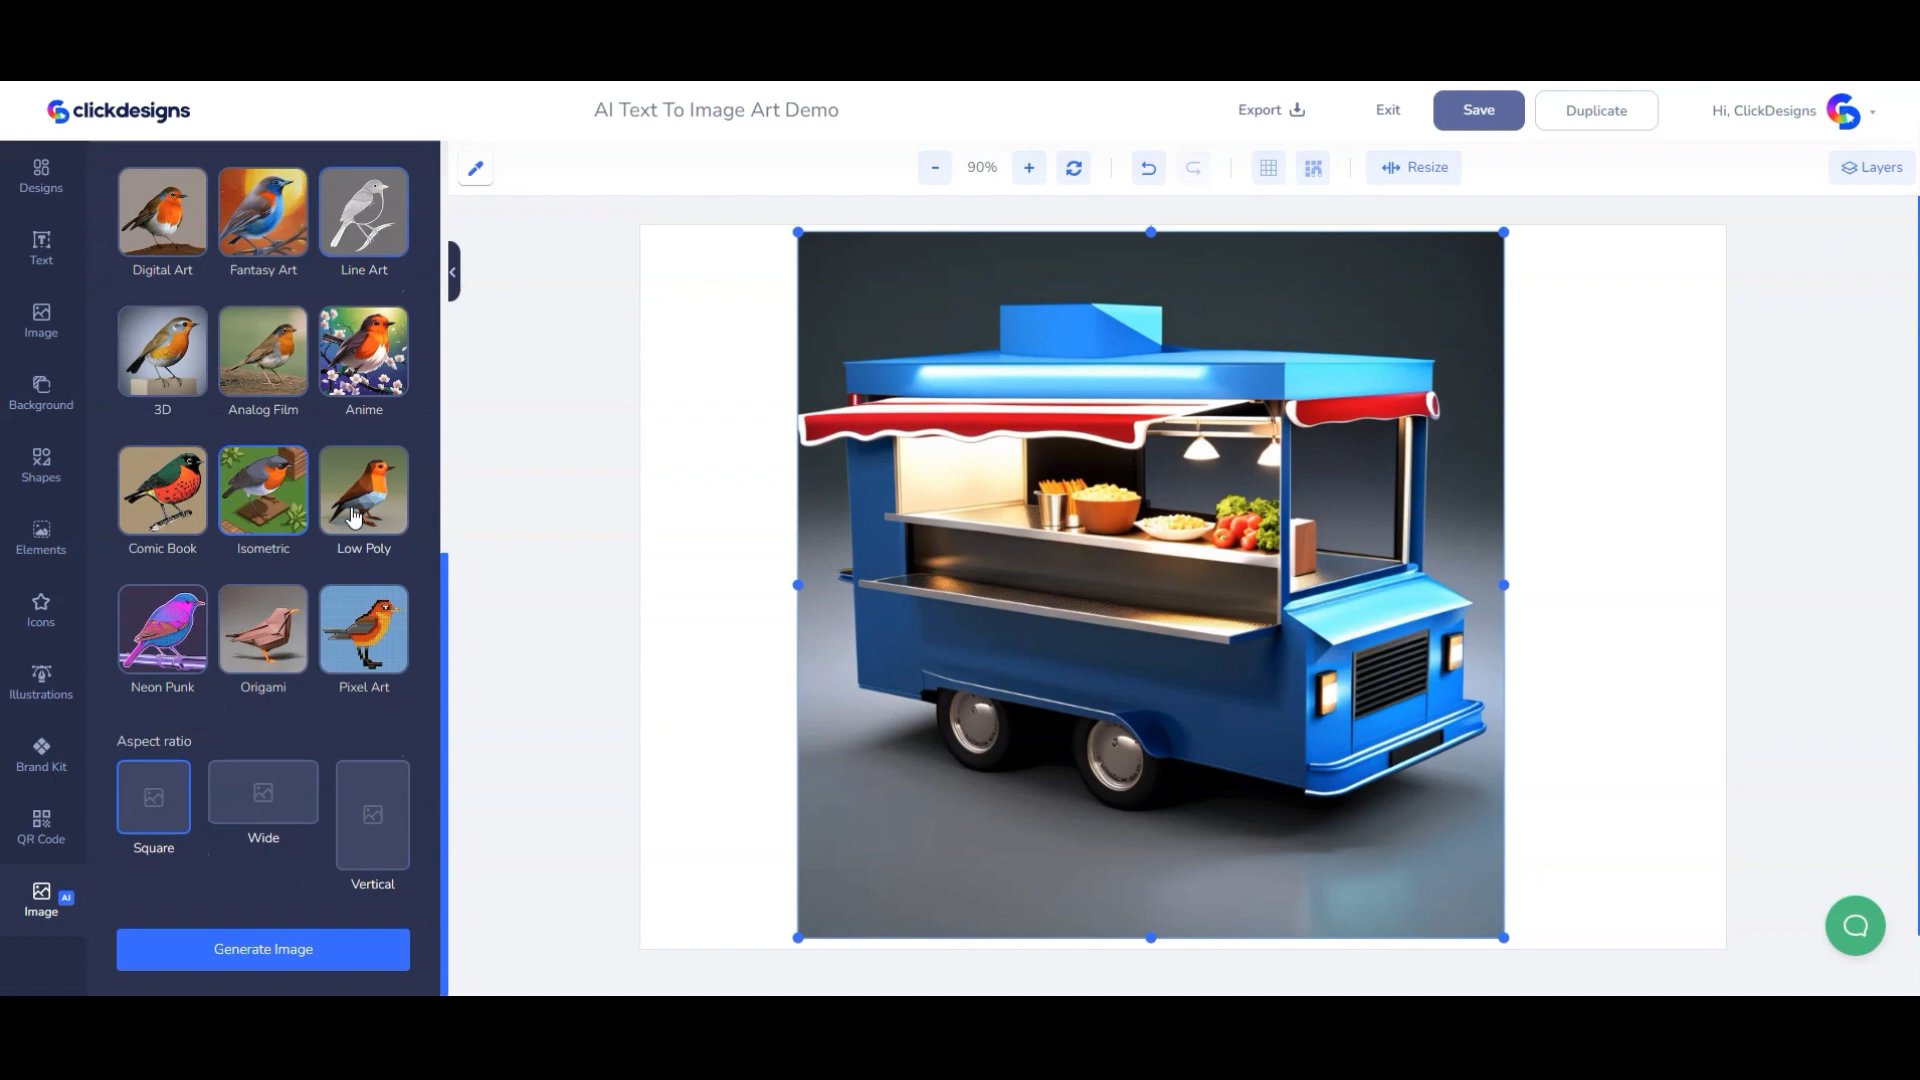 clickdesigns
AI Text To Image Art Demo
Export
Exit
Save
Duplicate
Hi, ClickDesigns
- 90% +
Resize
Layers
Designs
Text
Image
Background
Shapes
Elements
Icons
Illustrations
Brand Kit
QR Code
Image AI
Digital Art Fantasy Art Line Art
3D Analog Film Anime
Comic Book Isometric Low Poly
Neon Punk Origami Pixel Art
Aspect ratio
Square
Wide
Vertical
Generate Image